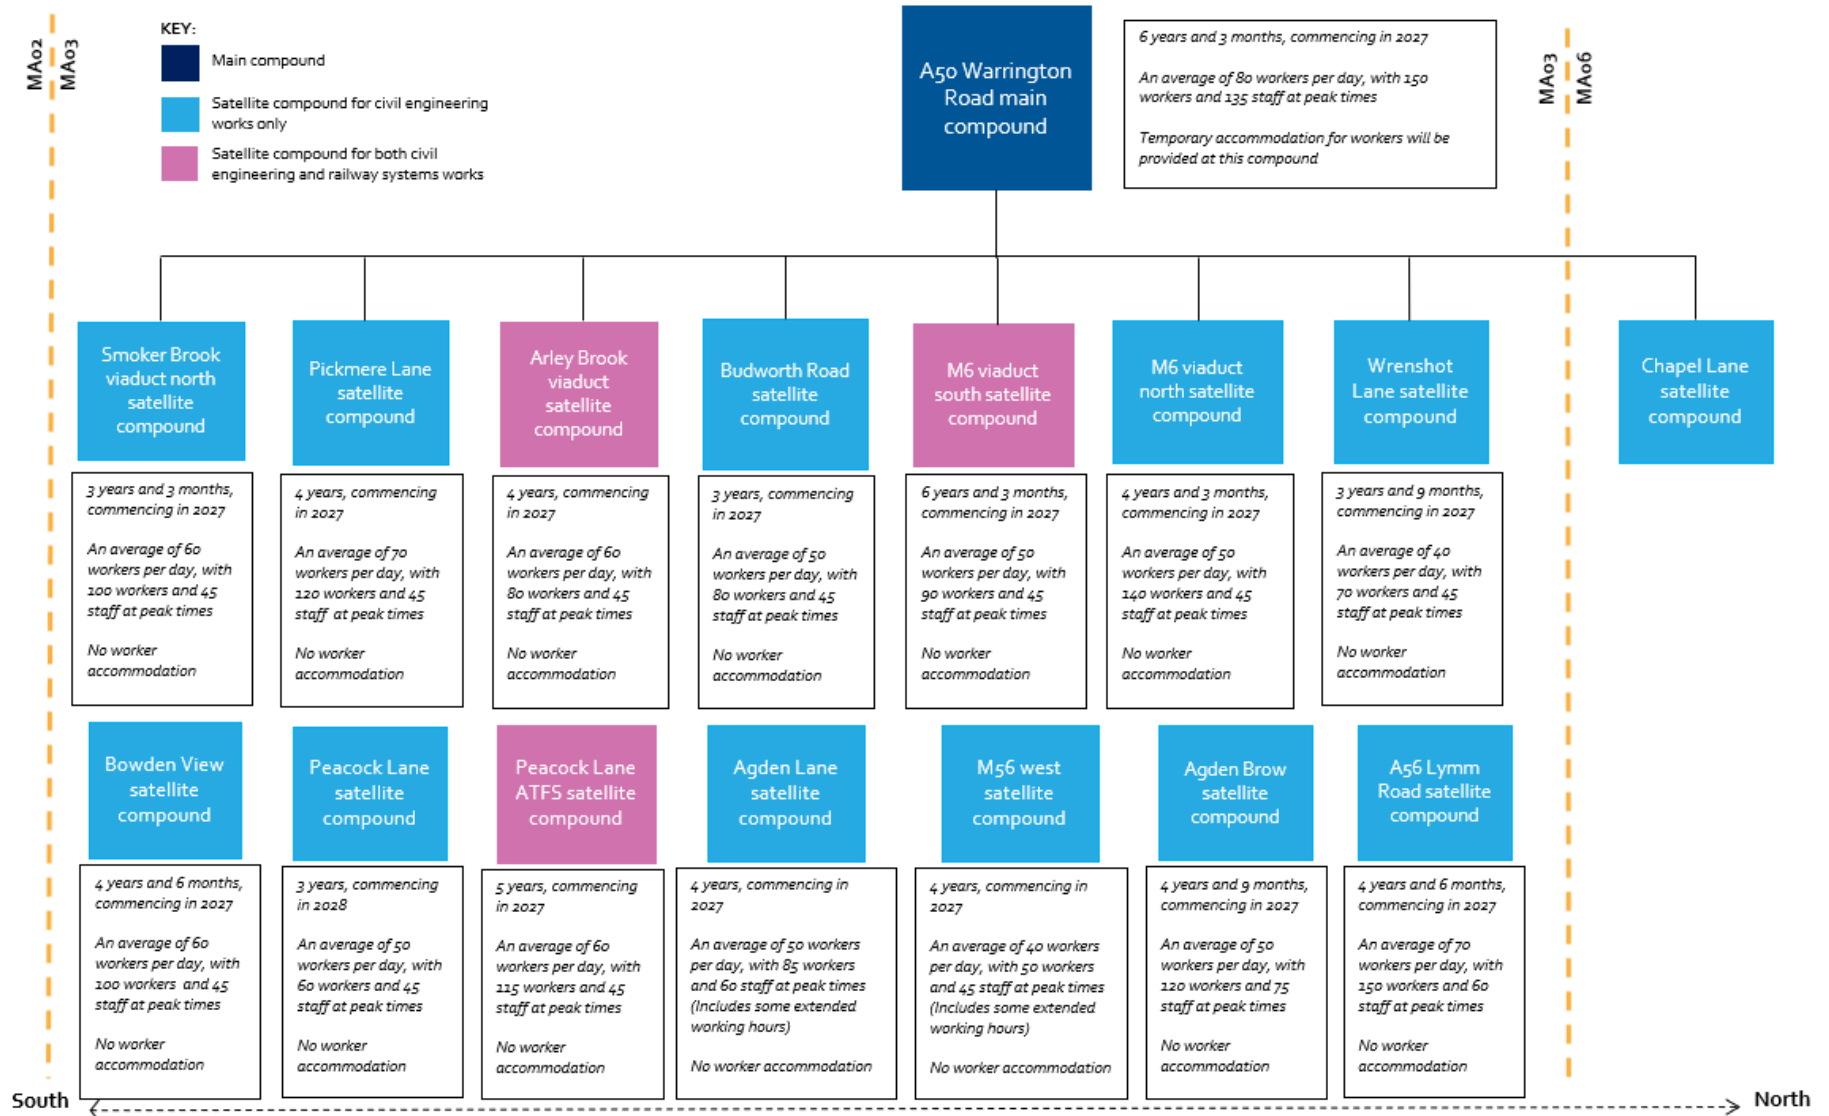 MA02
MA03
KEY:
Main compound
Satellite compound for civil engineering
works only
Satellite compound for both civil
engineering and railway systems works
A50 Warrington
Road main
compound
6 years and 3 months, commencing in 2027
An average of 80 workers per day, with 150
workers and 135 staff at peak times
Temporary accommodation for workers will be
provided at this compound
MA03
MA06
Smoker Brook
viaduct north
satellite
compound
Pickmere Lane
satellite
compound
Arley Brook
viaduct
satellite
compound
Budworth Road
satellite
compound
M6 viaduct
south satellite
compound
M6 viaduct
north satellite
compound
Wrenshot
Lane satellite
compound
Chapel Lane
satellite
compound
3 years and 3 months,
commencing in 2027
An average of 60
workers per day, with
100 workers and 45
staff at peak times
No worker
accommodation
4 years, commencing
in 2027
An average of 70
workers per day, with
120 workers and 45
staff at peak times
No worker
accommodation
4 years, commencing
in 2027
An average of 60
workers per day, with
80 workers and 45
staff at peak times
No worker
accommodation
3 years, commencing
in 2027
An average of 50
workers per day, with
80 workers and 45
staff at peak times
No worker
accommodation
6 years and 3 months,
commencing in 2027
An average of 50
workers per day, with
90 workers and 45
staff at peak times
No worker
accommodation
4 years and 3 months,
commencing in 2027
An average of 50
workers per day, with
140 workers and 45
staff at peak times
No worker
accommodation
3 years and 9 months,
commencing in 2027
An average of 40
workers per day, with
70 workers and 45
staff at peak times
No worker
accommodation
Bowden View
satellite
compound
Peacock Lane
satellite
compound
Peacock Lane
ATFS satellite
compound
Agden Lane
satellite
compound
M56 west
satellite
compound
Agden Brow
satellite
compound
A56 Lymm
Road satellite
compound
4 years and 6 months,
commencing in 2027
An average of 60
workers per day, with
100 workers and 45
staff at peak times
No worker
accommodation
3 years, commencing
in 2028
An average of 50
workers per day, with
60 workers and 45
staff at peak times
No worker
accommodation
5 years, commencing
in 2027
An average of 60
workers per day, with
115 workers and 45
staff at peak times
No worker
accommodation
4 years, commencing in
2027
An average of 50 workers
per day, with 85 workers
and 60 staff at peak times
(Includes some extended
working hours)
No worker accommodation
4 years, commencing in
2027
An average of 40 workers
per day, with 50 workers
and 45 staff at peak times
(Includes some extended
working hours)
No worker accommodation
4 years and 9 months,
commencing in 2027
An average of 50
workers per day, with
120 workers and 75
staff at peak times
No worker
accommodation
4 years and 6 months,
commencing in 2027
An average of 70
workers per day, with
150 workers and 60
staff at peak times
No worker
accommodation
South
North